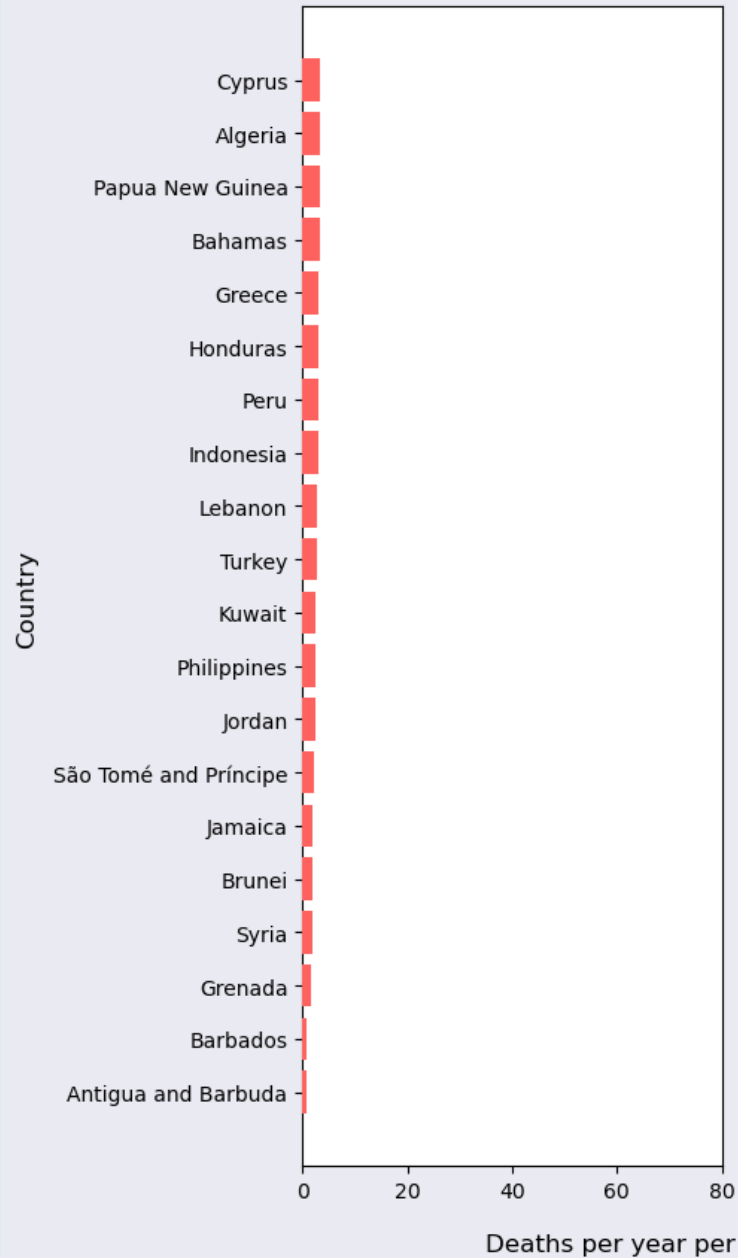 Cyprus
Algeria
Papua New Guinea
Bahamas
Greece
Honduras
Peru
Indonesia
Lebanon
Turkey
Country
Kuwait
Philippines
Jordan
São Tomé and Príncipe
Jamaica
Brunei
Syria
Grenada
Barbados
Antigua and Barbuda
0 20 40 60 80
Deaths per year per